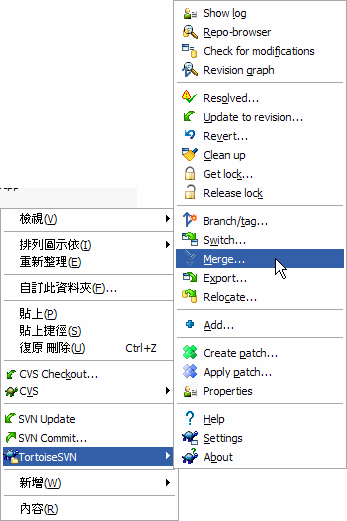 Show log
Repo-browser
Check for modifications
Revision graph
Resolved...
Update to revision...
Revert...
Clean up
Get lock...
Release lock
Branch/tag...
Switch...
Merge...
Export...
Relocate...
Add...
Create patch...
Apply patch...
Properties
Help
Settings
About
檢視(V)
排列圖示依(I)
重新整理(E)
自訂此資料夾(F)...
貼上(P)
貼上捷徑(S)
復原 刪除(U) Ctrl+Z
CVS Checkout...
CVS
SVN Update
SVN Commit...
TortoiseSVN
新增(W)
內容(R)